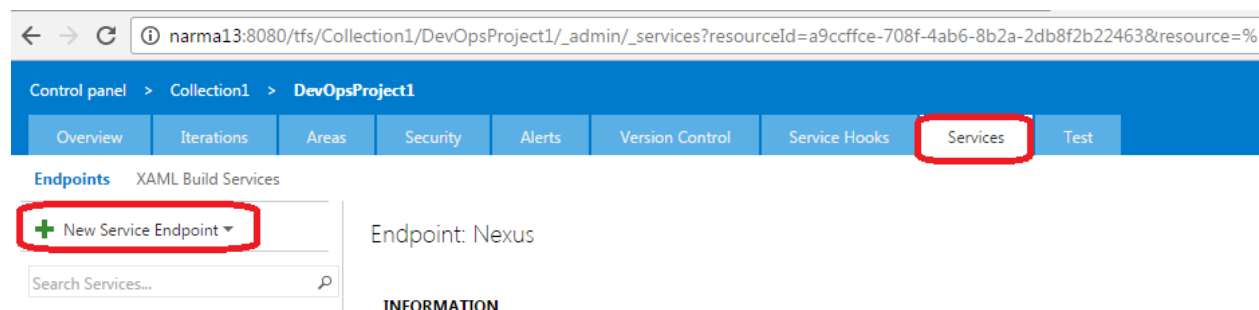 narma13:8080/tfs/Collection1/DevOpsProject1/_admin/_services?resourceId=a9ccffce-708f-4ab6-8b2a-2db8f2b22463&resource=%
Control panel > Collection1 > DevOpsProject1
Overview Iterations Areas Security Alerts Version Control Service Hooks Services Test
Endpoints XAML Build Services
New Service Endpoint
Endpoint: Nexus
Search Services...
INFORMATION